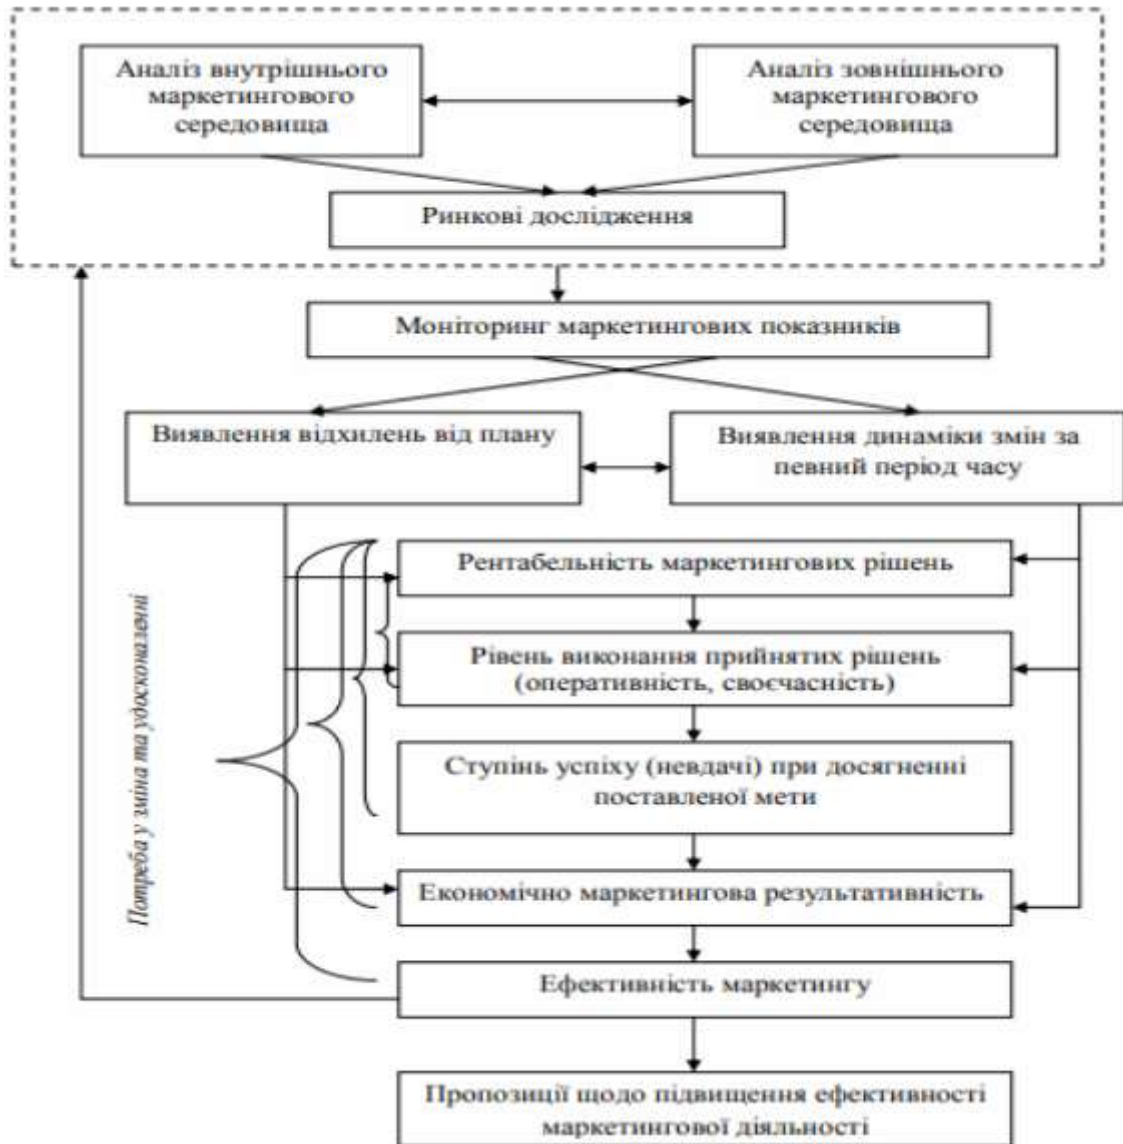 Аналіз внутрішнього
маркетингового
середовища
Аналіз зовнішнього
маркетингового
середовища
Ринкові дослідження
Моніторинг маркетингових показників
Виявлення відхилень від плану
Виявлення динаміки змін за
певний період часу
Потреба у зміна та удосконаленні
Рентабельність маркетингових рішень
Рівень виконання прийнятих рішень
(оперативність, своєчасність)
Ступінь успіху (невдачі) при досягненні
поставленої мети
Економічно маркетингова результативність
Ефективність маркетингу
Пропозиції щодо підвищення ефективності
маркетингової діяльності